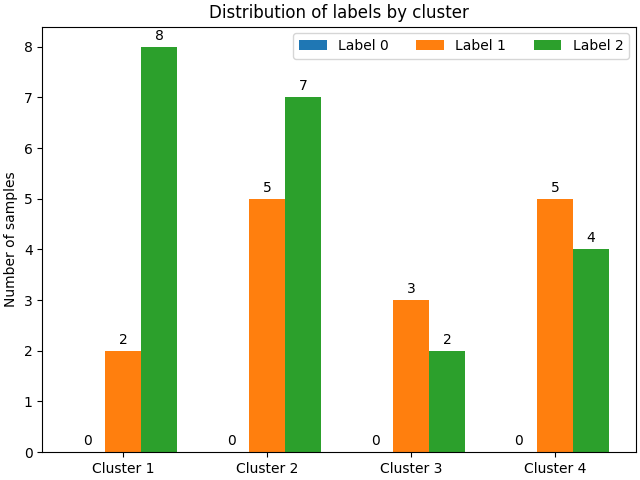 Distribution of labels by cluster
Label 0 Label 1 Label 2
Number of samples
8
7
6
5
4
3
2
1
0
0 2 8
0 5 7
0 3 2
0 5 4
Cluster 1 Cluster 2 Cluster 3 Cluster 4